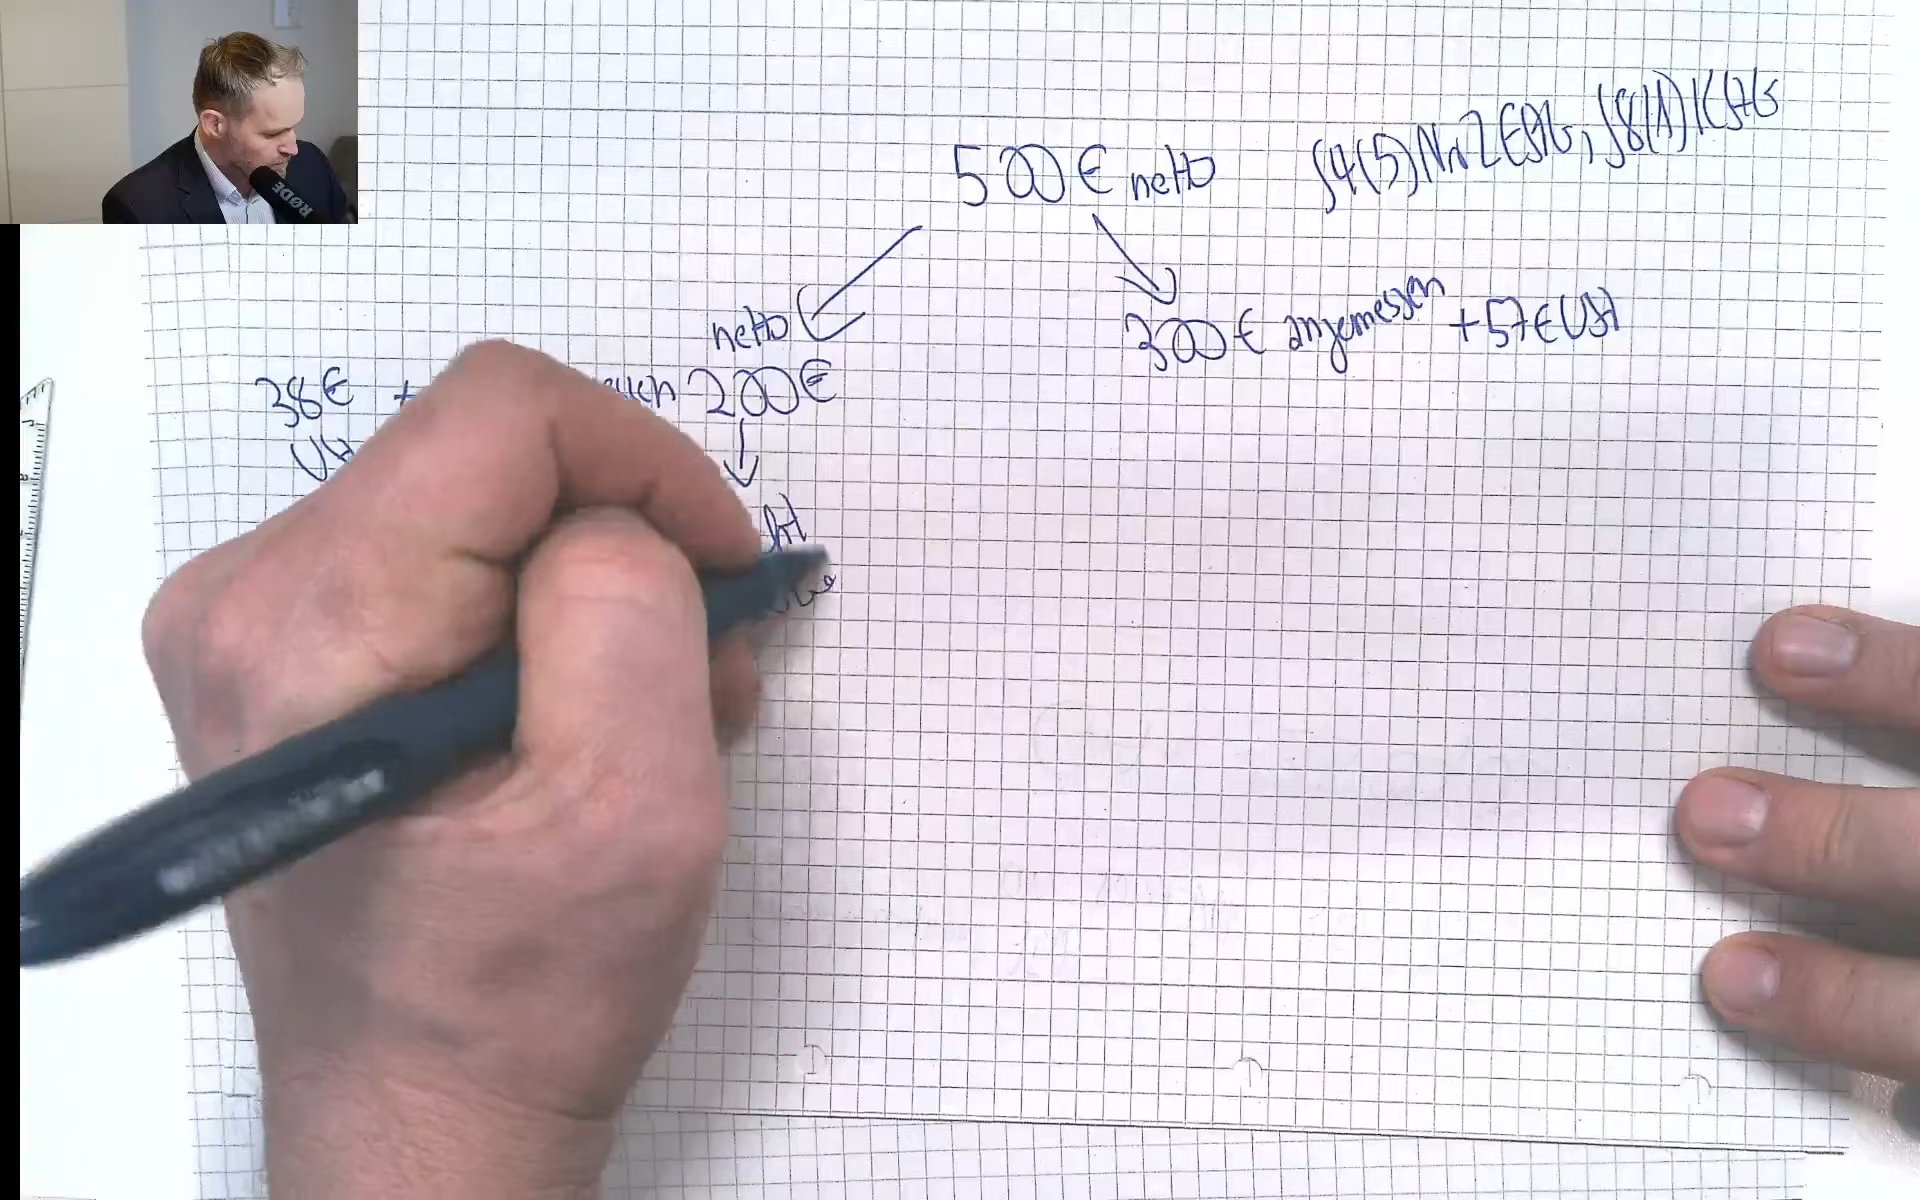 RØDE
500 € netto
§4(5) Nr 2 EStG, §8(1) KStG
300 € angemessen + 57 € USt
netto
38€ +
200€
USt